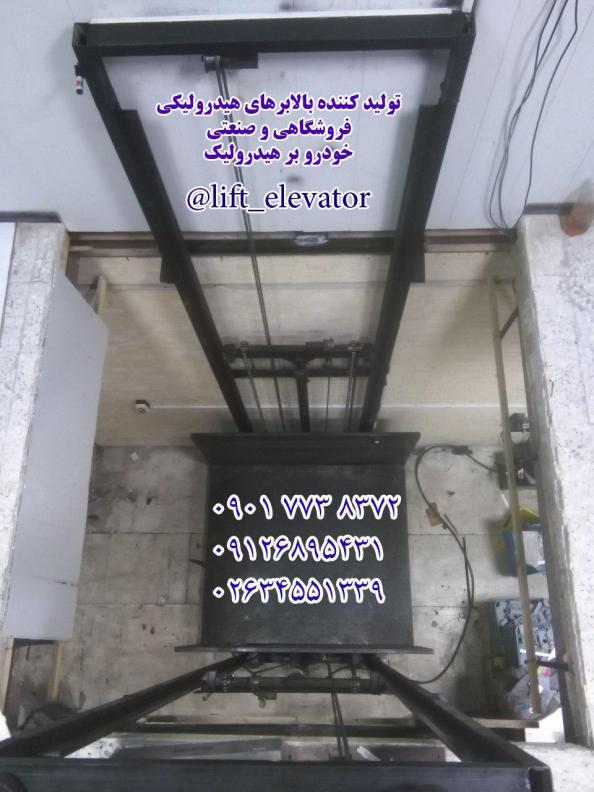 تولید کننده بالابرهای هیدرولیکی
فروشگاهی و صنعتی
خودرو بر هیدرولیک
@lift_elevator
۰۹۰۱ ۷۷۳ ۸۳۷۲
۰۹۱۲۶۸۹۵۴۳۱
۰۲۶۳۴۵۵۱۳۳۹